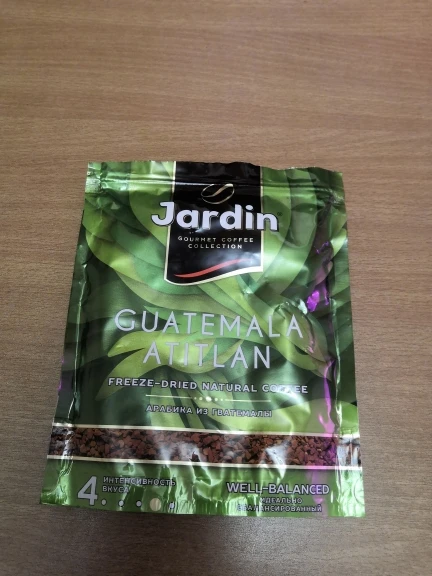 Jardin
GOURMET COFFEE
COLLECTION
GUATEMALA
ATITLAN
FREEZE-DRIED NATURAL COFFEE
АРАБИКА ИЗ ГВАТЕМАЛЫ
4 ИНТЕНСИВНОСТЬ
ВКУСА
WELL-BALANCED
ИДЕАЛЬНО
СБАЛАНСИРОВАННЫЙ